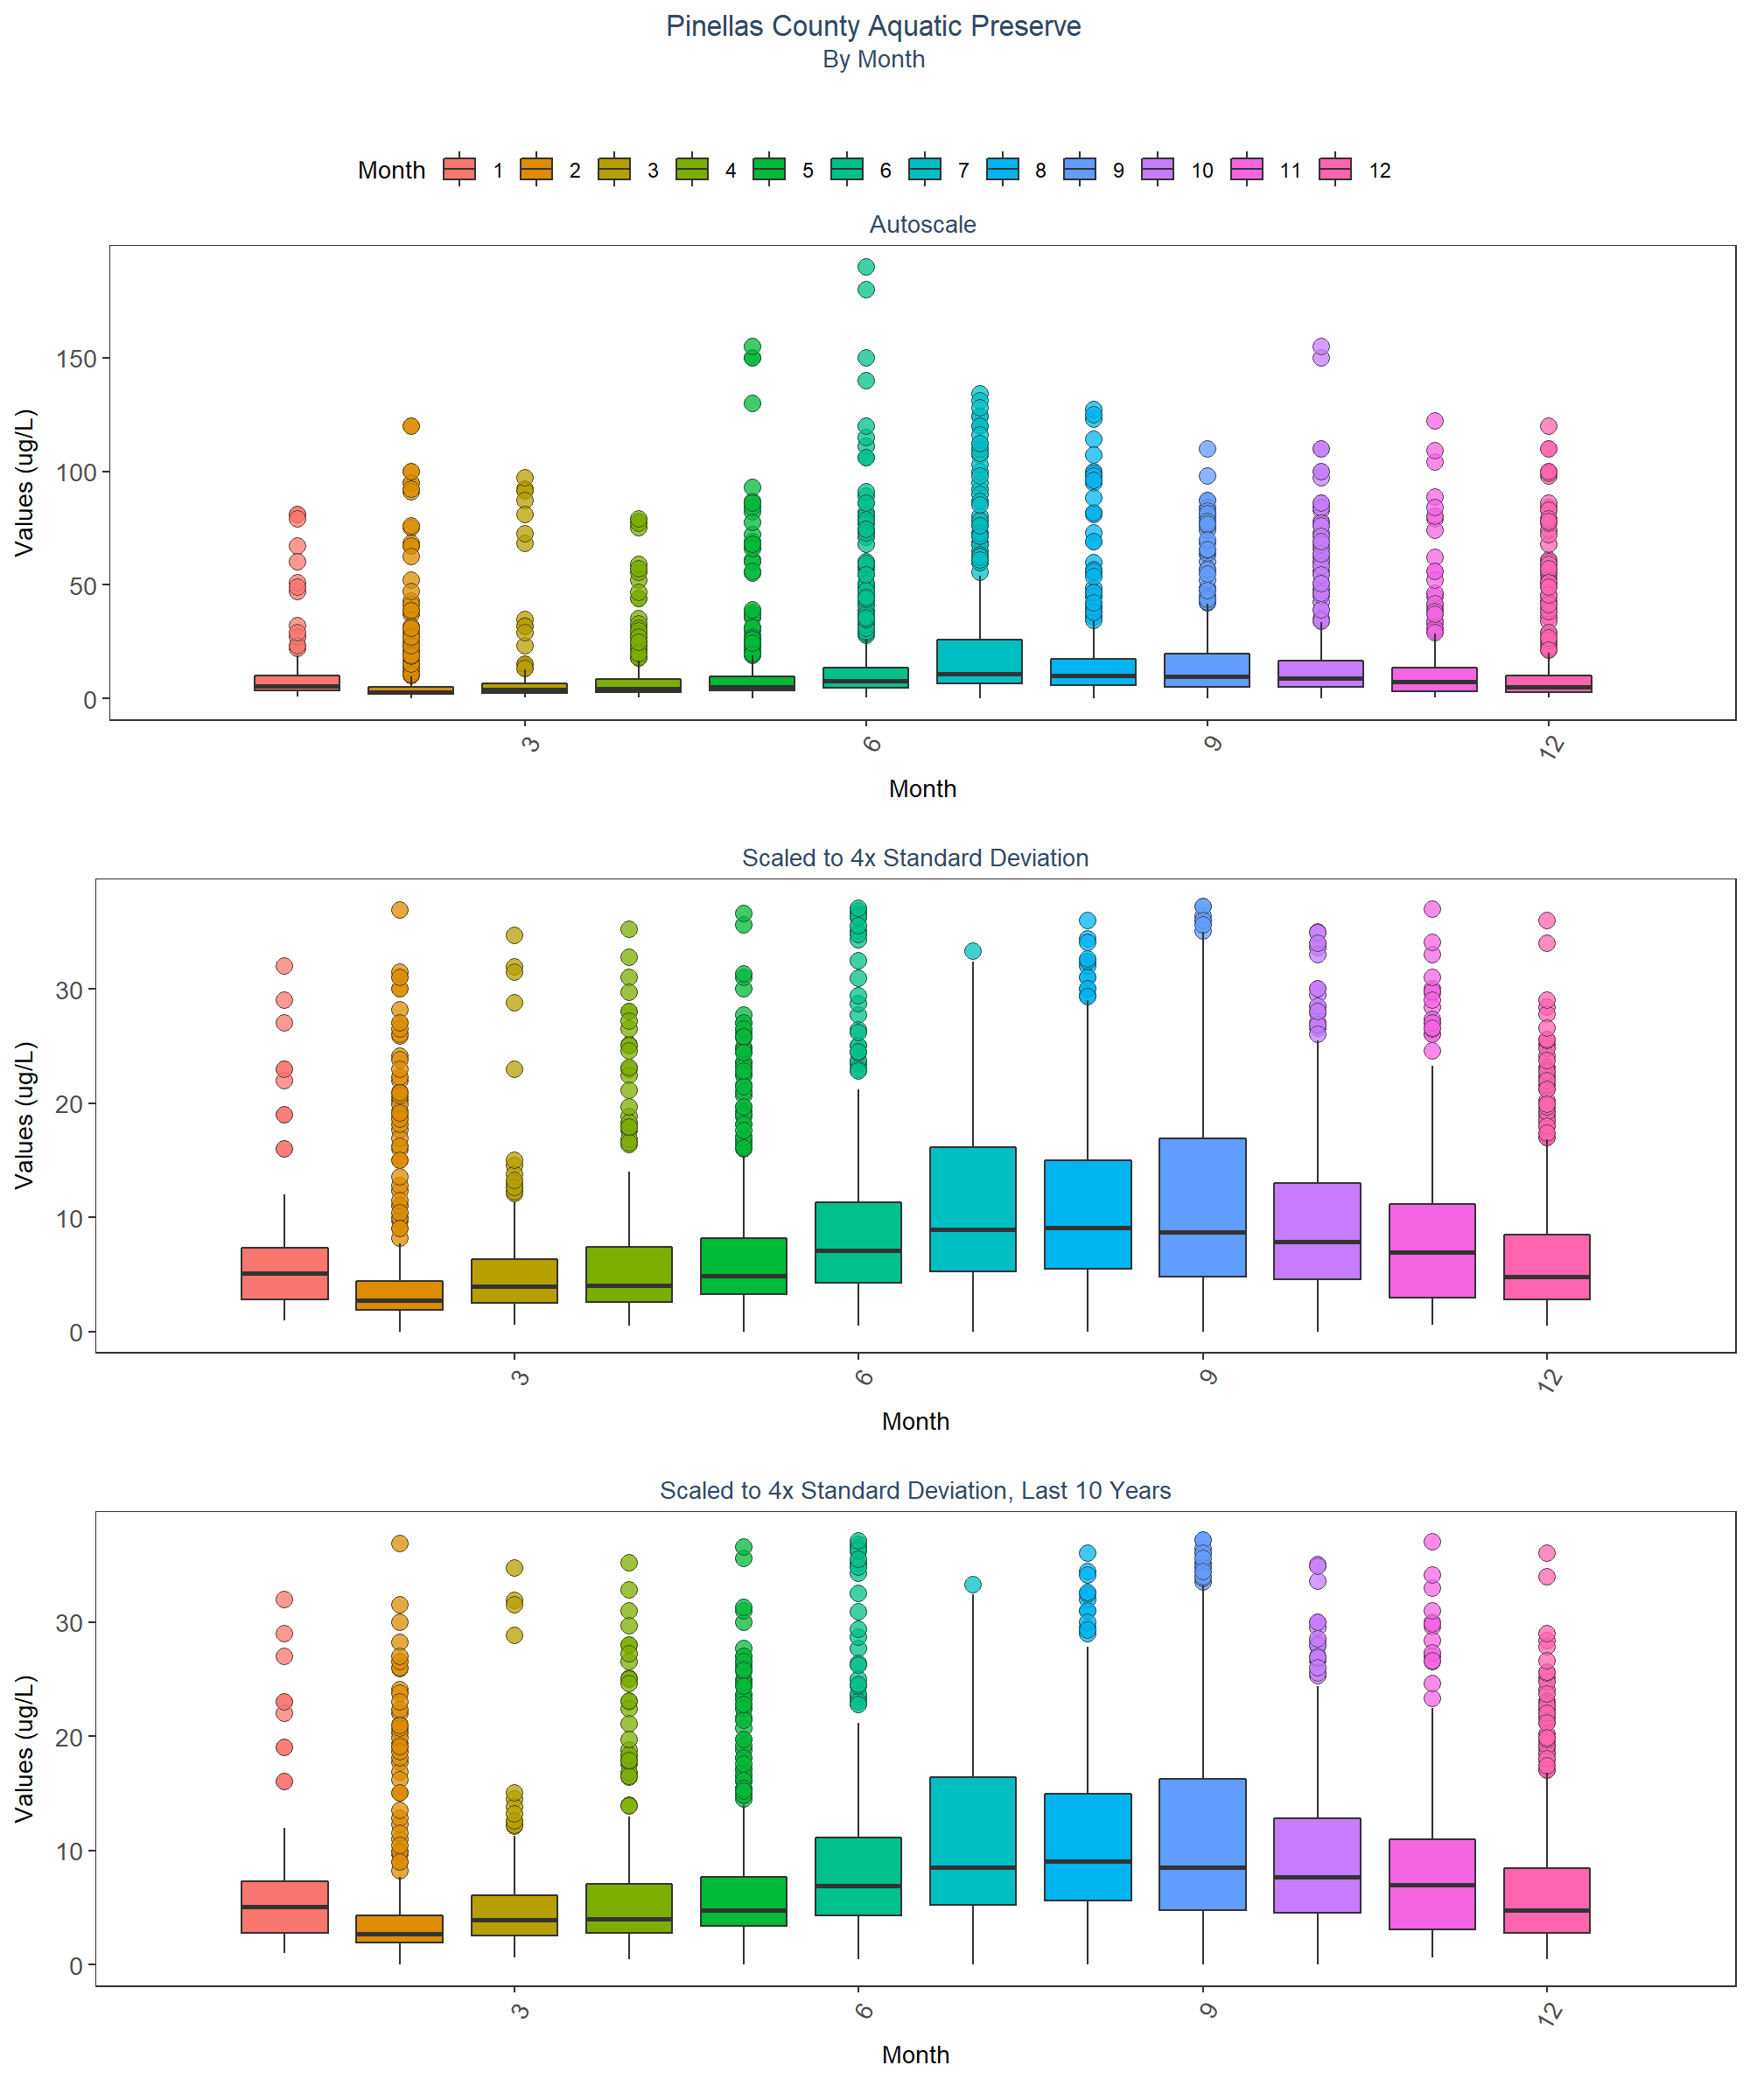 Pinellas County Aquatic Preserve
By Month
Month 1 2 3 4 5 6 7 8 9 10 11 12
Autoscale
Values (ug/L)
150
100
50
0
3 6 9 12
Month
Scaled to 4x Standard Deviation
Values (ug/L)
30
20
10
0
3 6 9 12
Month
Scaled to 4x Standard Deviation, Last 10 Years
Values (ug/L)
30
20
10
0
3 6 9 12
Month